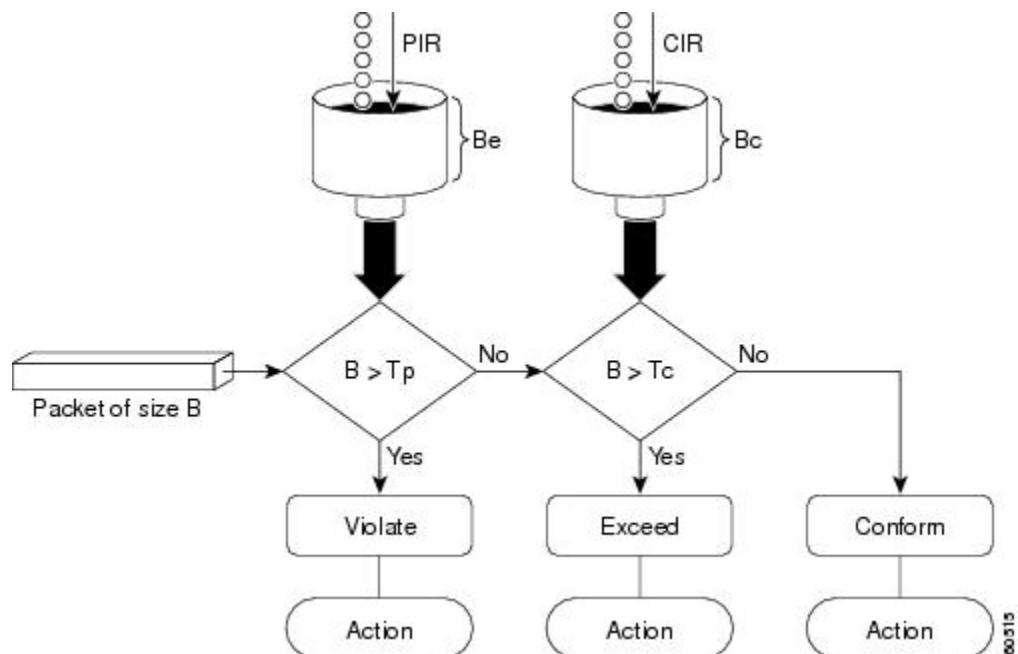 PIR
CIR
Be
Bc
B > Tp
No
B > Tc
No
Packet of size B
Yes
Yes
Violate
Exceed
Conform
Action
Action
Action
60515